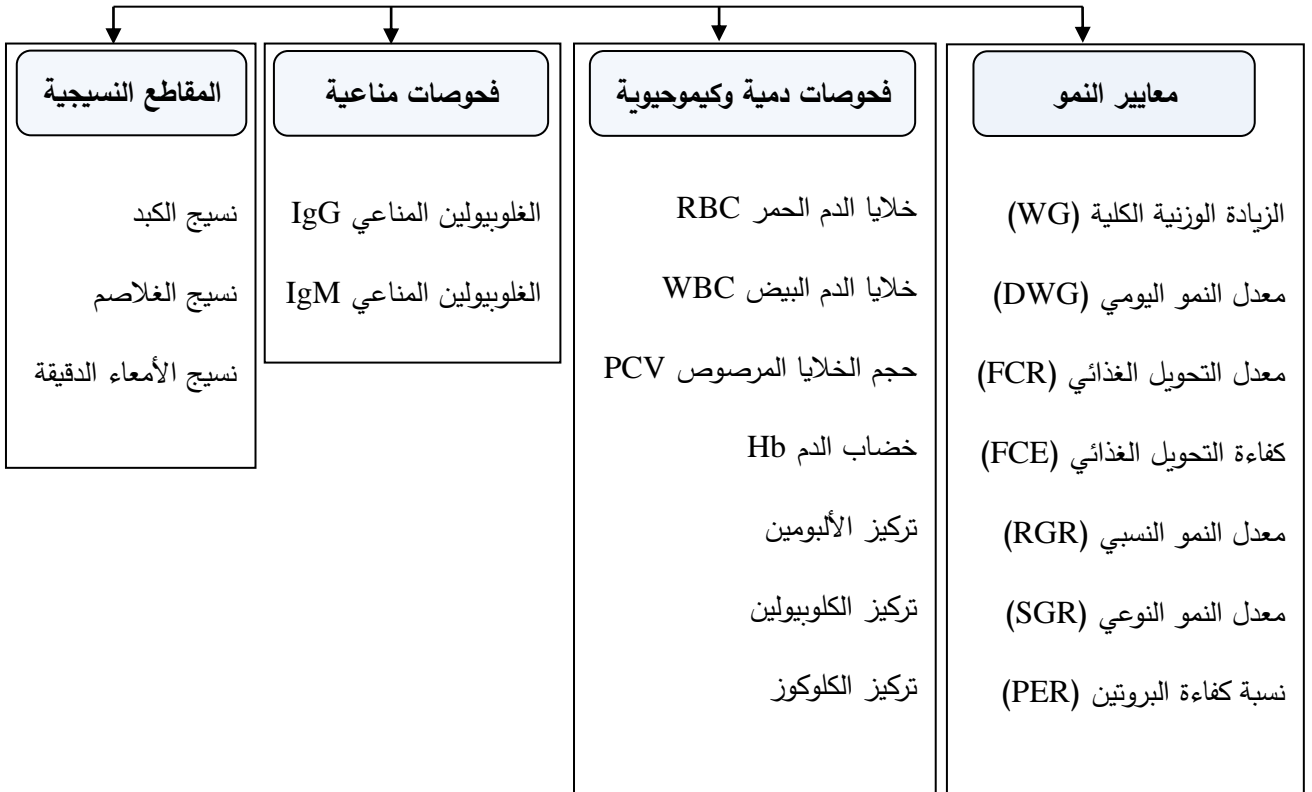 معايير النمو
الزيادة الوزنية الكلية (WG)
معدل النمو اليومي (DWG)
معدل التحويل الغذائي (FCR)
كفاءة التحويل الغذائي (FCE)
معدل النمو النسبي (RGR)
معدل النمو النوعي (SGR)
نسبة كفاءة البروتين (PER)
فحوصات دمية وكيموحيوية
خلايا الدم الحمر RBC
خلايا الدم البيض WBC
حجم الخلايا المرصوص PCV
خضاب الدم Hb
تركيز الألبومين
تركيز الكلوبيولين
تركيز الكلوكوز
فحوصات مناعية
الغلوبيولين المناعي IgG
الغلوبيولين المناعي IgM
المقاطع النسيجية
نسيج الكبد
نسيج الغلاصم
نسيج الأمعاء الدقيقة